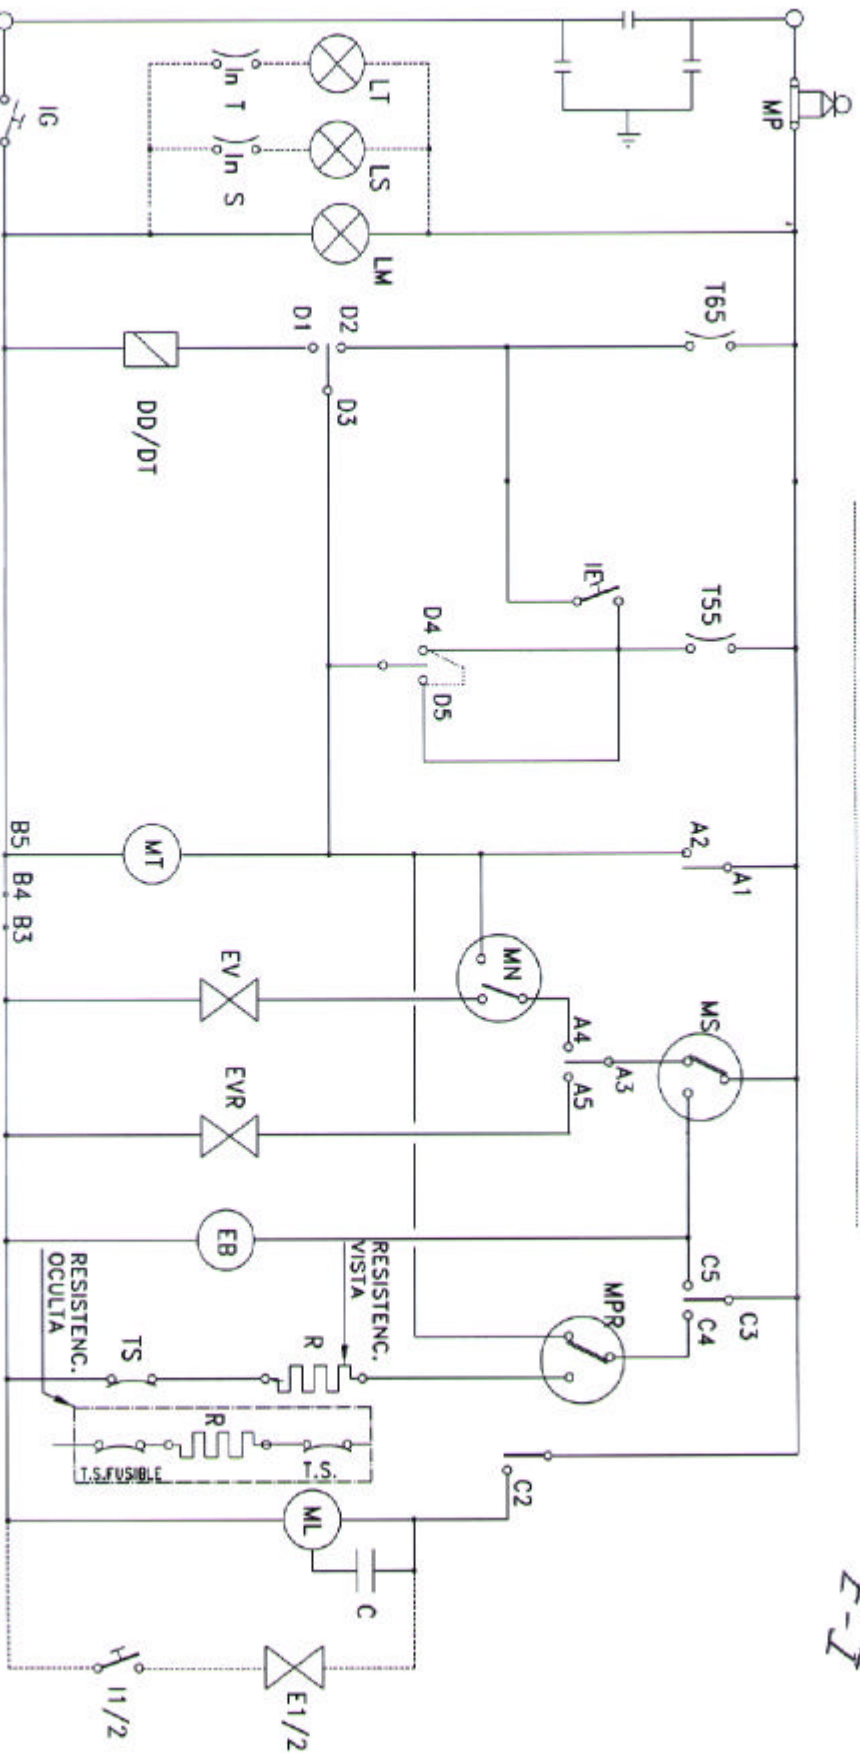 MP
IG
LT
LS
LM
In T
In S
T65
D1
D2
D3
DD/DT
IE
T55
D4
D5
A2
A1
B5
B4
B3
MT
MN
MS
A4
A3
A5
EV
EVR
EB
C5
C4
C3
MPR
RESISTENC.
VISTA
R
TS
RESISTENC.
OCULTA
R
T.S.FUSIBLE
T.S.
C2
ML
C
E1/2
I1/2